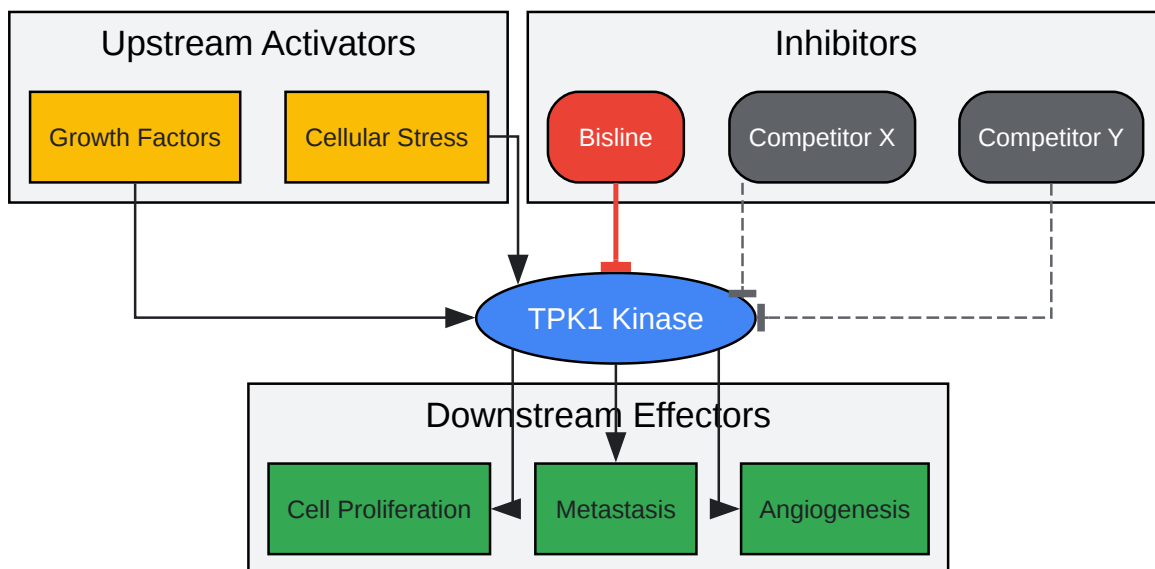 Upstream Activators
Inhibitors
Growth Factors
Cellular Stress
Bisline
Competitor X
Competitor Y
TPK1 Kinase
Downstream Effectors
Cell Proliferation
Metastasis
Angiogenesis